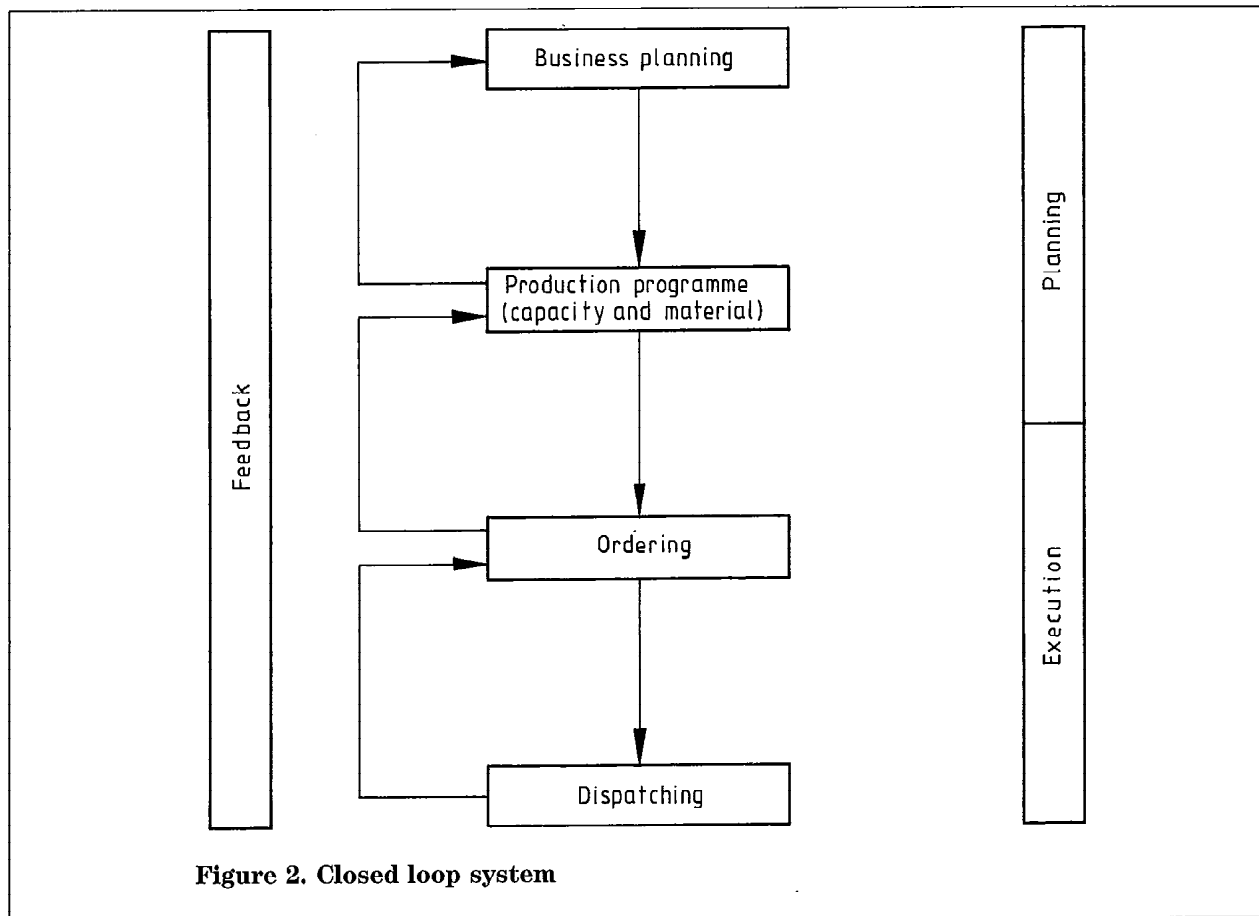 Business planning
Production programme
(capacity and material)
Ordering
Dispatching
Feedback
Planning
Execution
Figure 2. Closed loop system